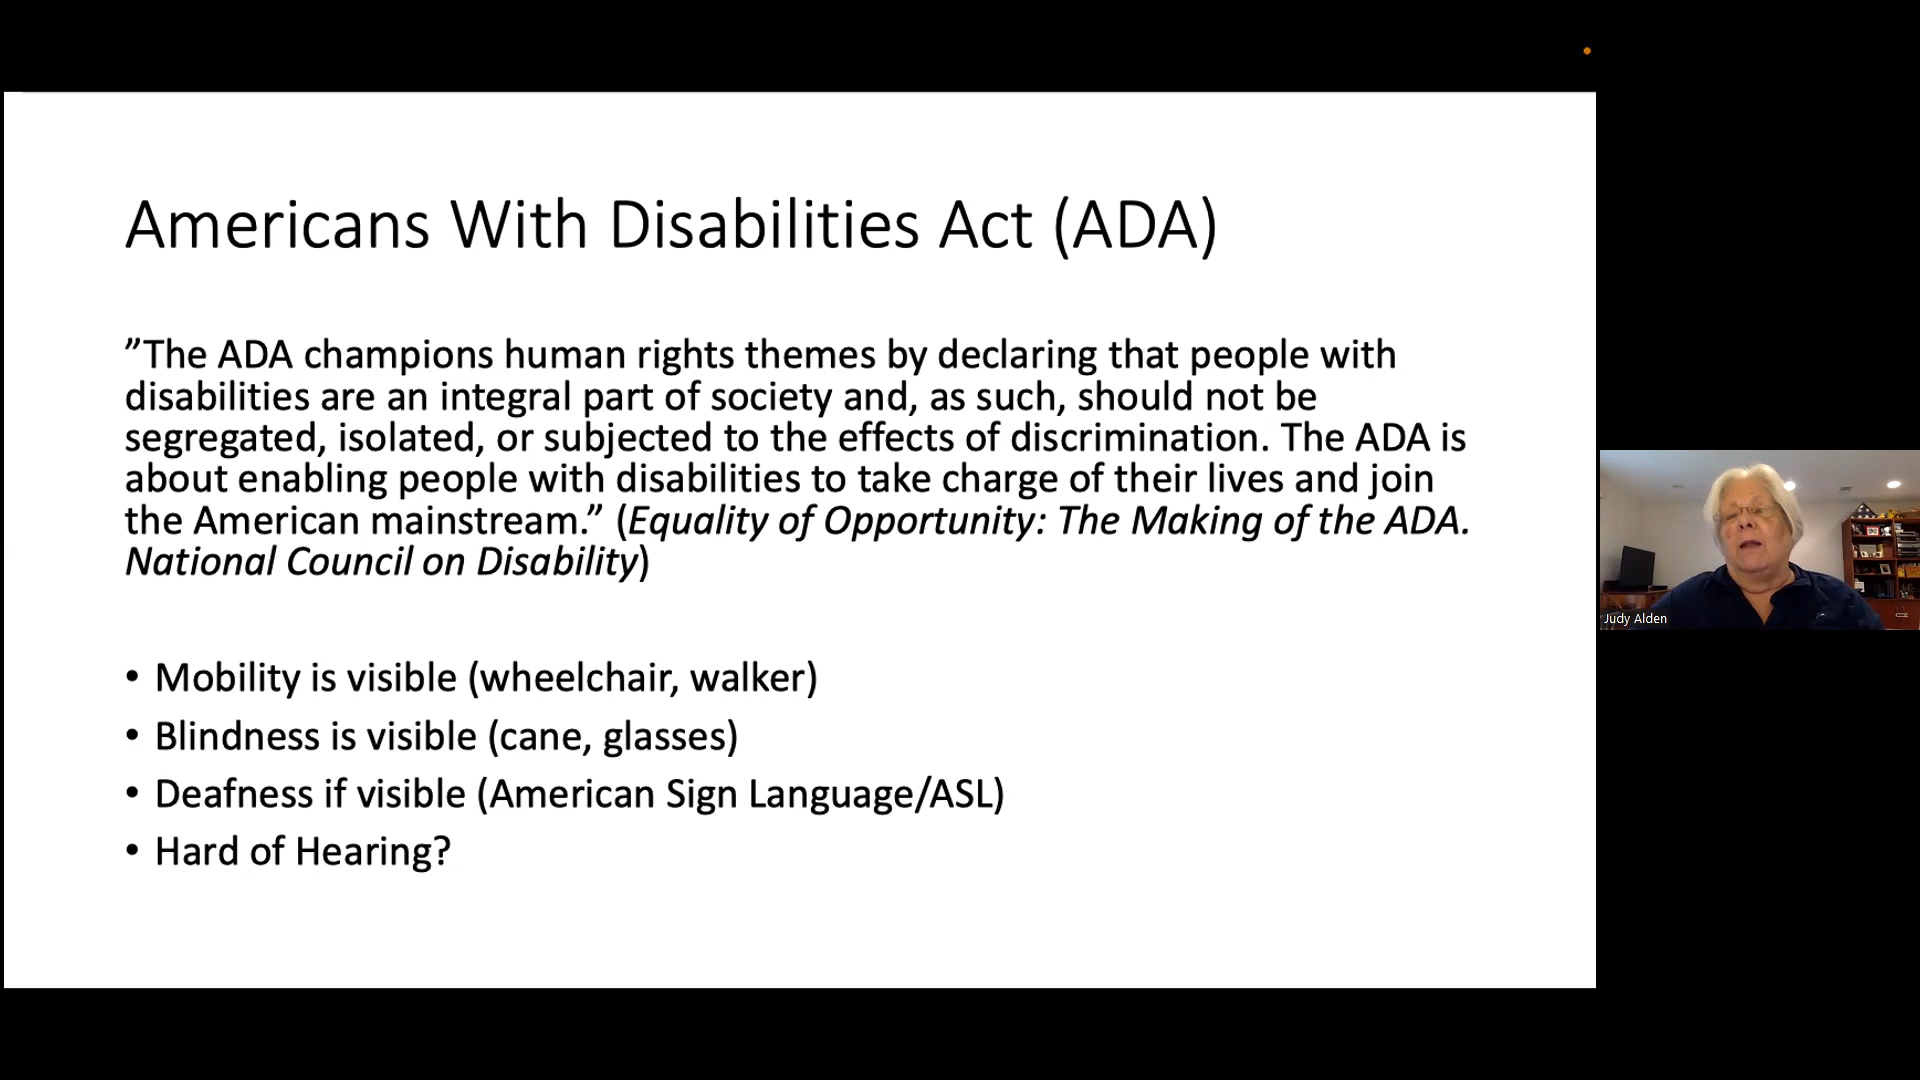 Americans With Disabilities Act (ADA)
”The ADA champions human rights themes by declaring that people with
disabilities are an integral part of society and, as such, should not be
segregated, isolated, or subjected to the effects of discrimination. The ADA is
about enabling people with disabilities to take charge of their lives and join
the American mainstream.” (Equality of Opportunity: The Making of the ADA.
National Council on Disability)
• Mobility is visible (wheelchair, walker)
• Blindness is visible (cane, glasses)
• Deafness if visible (American Sign Language/ASL)
• Hard of Hearing?
Judy Alden